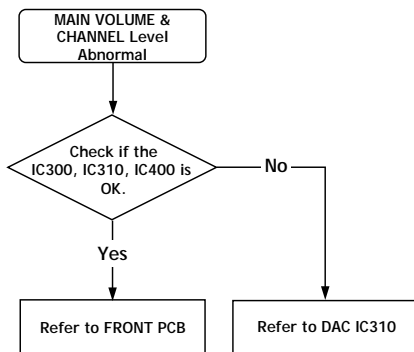 MAIN VOLUME &
CHANNEL Level
Abnormal
Check if the
IC300, IC310, IC400 is
OK.
No
Yes
Refer to FRONT PCB
Refer to DAC IC310